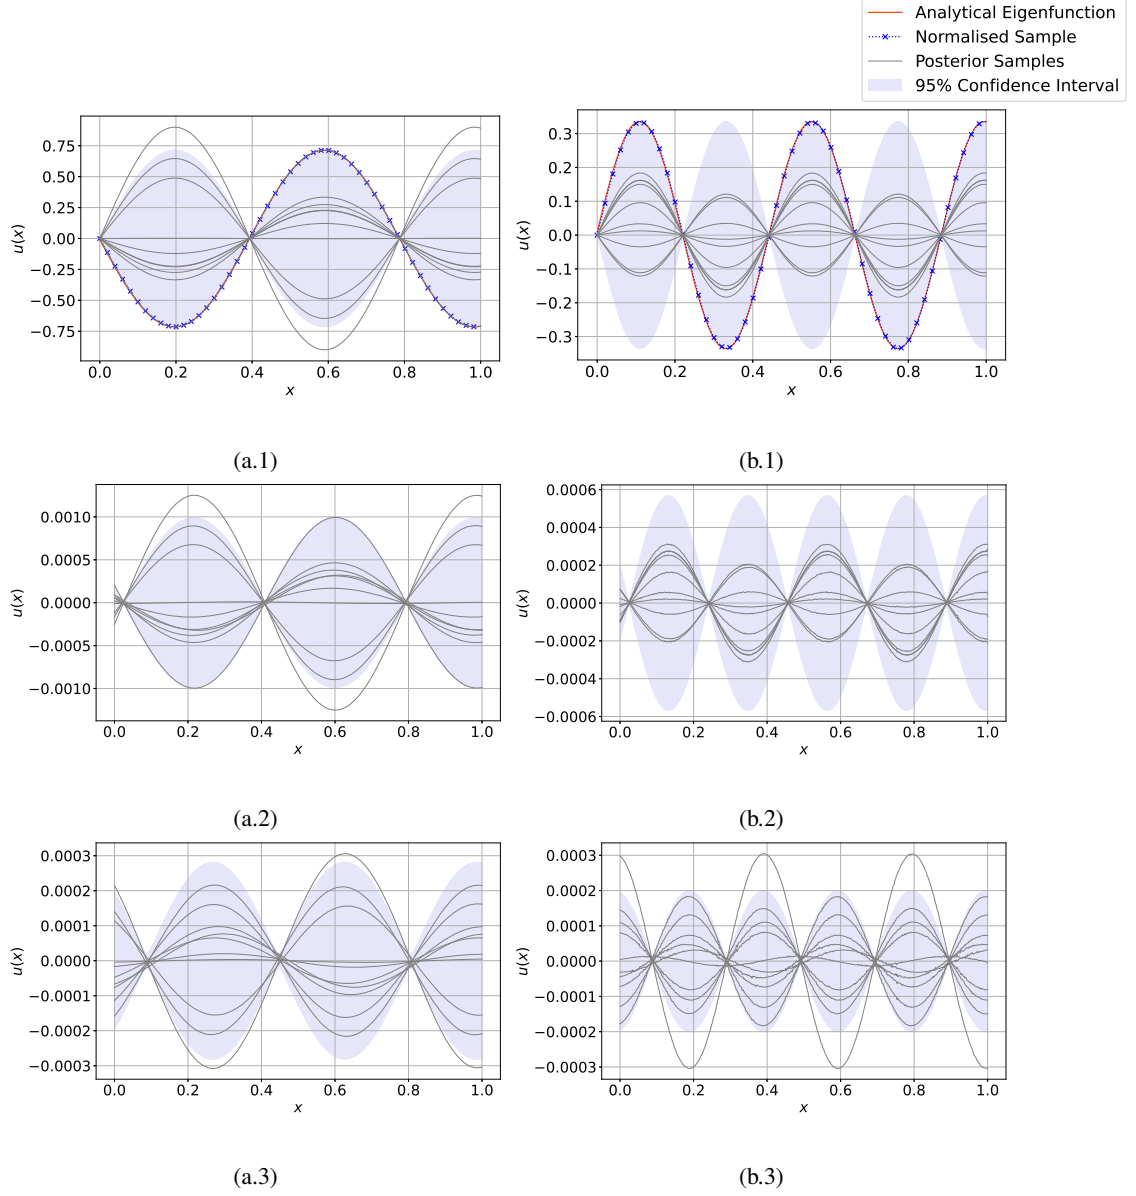 Analytical Eigenfunction
Normalised Sample
Posterior Samples
95% Confidence Interval
0.75
0.50
0.25
0.00
−0.25
−0.50
−0.75
u(x)
0.0 0.2 0.4 0.6 0.8 1.0
x
(a.1)
0.3
0.2
0.1
0.0
−0.1
−0.2
−0.3
u(x)
0.0 0.2 0.4 0.6 0.8 1.0
x
(b.1)
0.0010
0.0005
0.0000
−0.0005
−0.0010
u(x)
0.0 0.2 0.4 0.6 0.8 1.0
x
(a.2)
0.0006
0.0004
0.0002
0.0000
−0.0002
−0.0004
−0.0006
u(x)
0.0 0.2 0.4 0.6 0.8 1.0
x
(b.2)
0.0003
0.0002
0.0001
0.0000
−0.0001
−0.0002
−0.0003
u(x)
0.0 0.2 0.4 0.6 0.8 1.0
x
(a.3)
0.0003
0.0002
0.0001
0.0000
−0.0001
−0.0002
−0.0003
u(x)
0.0 0.2 0.4 0.6 0.8 1.0
x
(b.3)